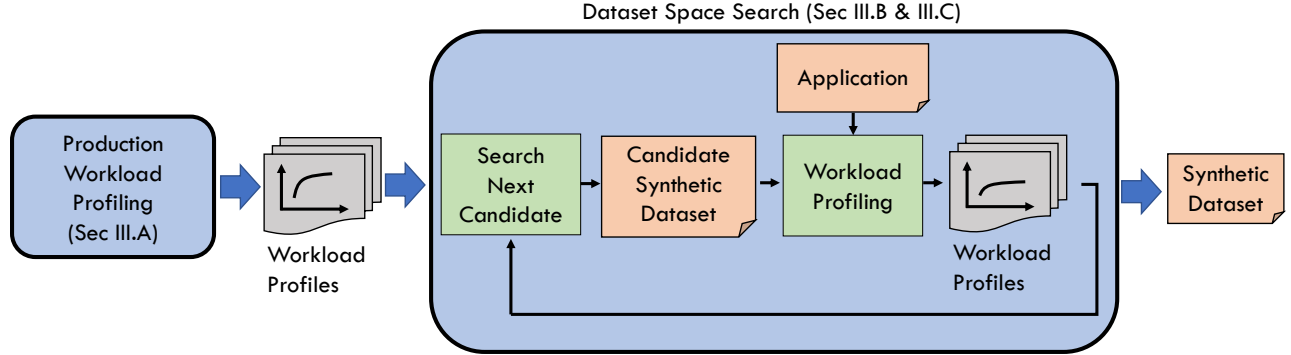 Dataset Space Search (Sec III.B & III.C)
Production
Workload
Profiling
(Sec III.A)
Workload
Profiles
Search
Next
Candidate
Candidate
Synthetic
Dataset
Application
Workload
Profiling
Workload
Profiles
Synthetic
Dataset